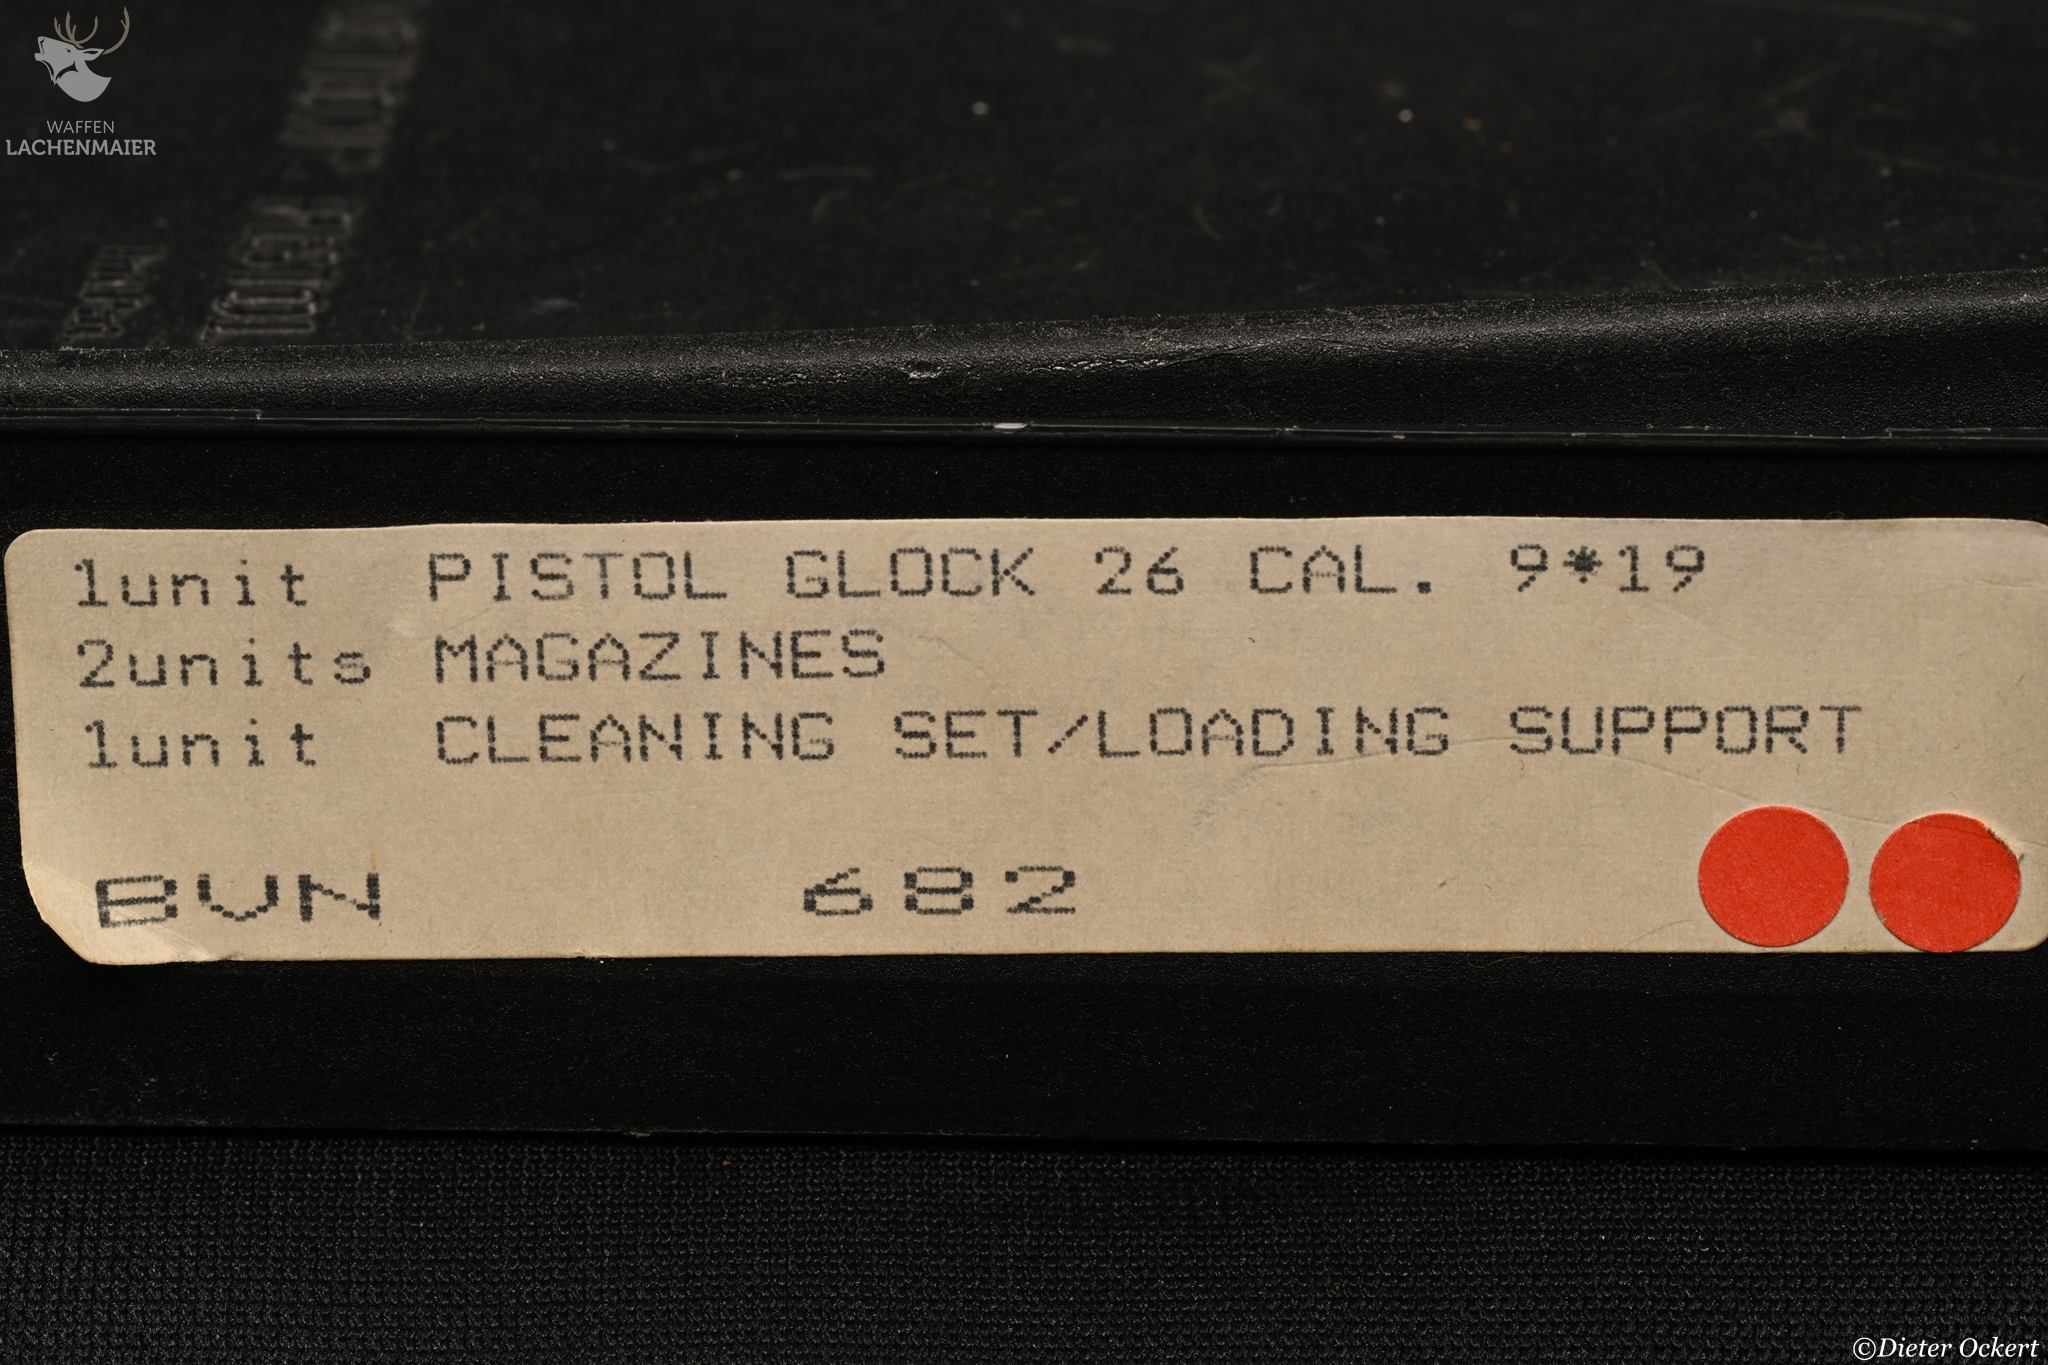 WAFFEN
LACHENMAIER
1unit PISTOL GLOCK 26 CAL. 9*19
2units MAGAZINES
1unit CLEANING SET/LOADING SUPPORT
BVN 682
©Dieter Ockert